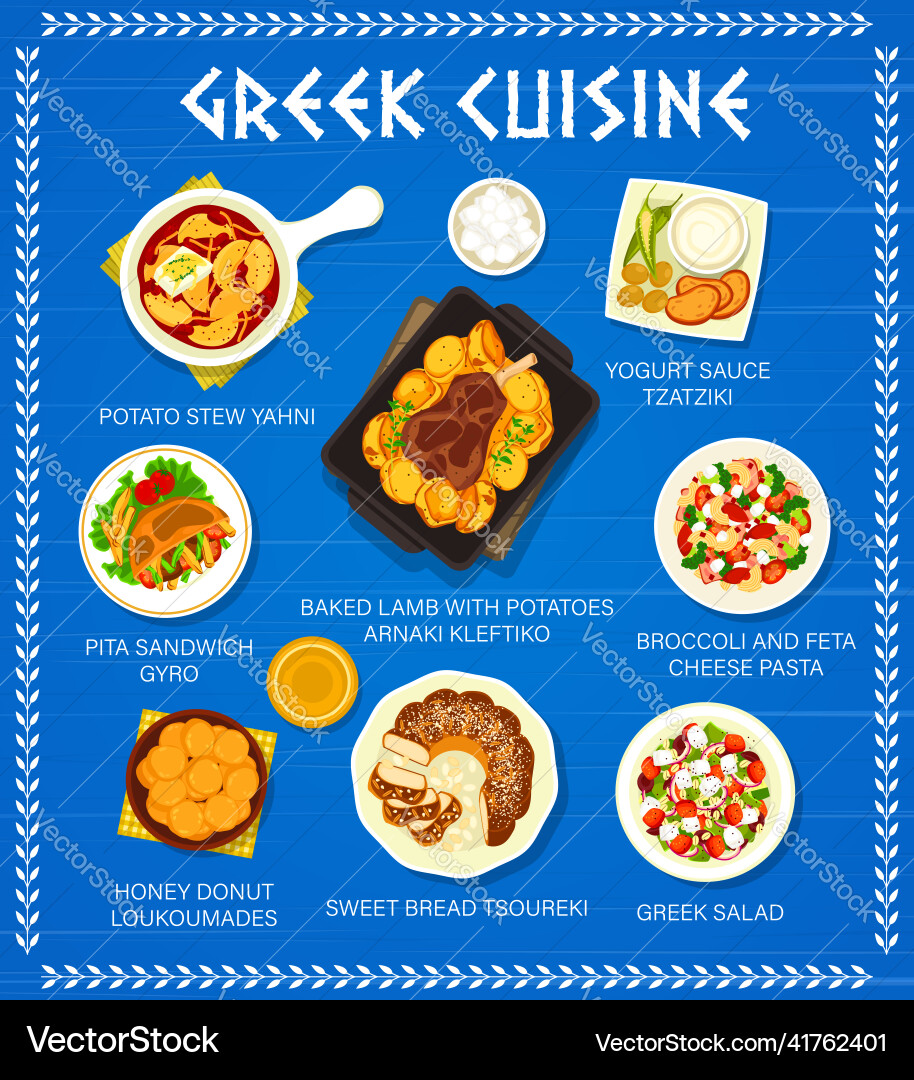 GREEK CUISINE
POTATO STEW YAHNI
YOGURT SAUCE
TZATZIKI
BAKED LAMB WITH POTATOES
ARNAKI KLEFTIKO
PITA SANDWICH
GYRO
BROCCOLI AND FETA
CHEESE PASTA
HONEY DONUT
LOUKOUMADES
SWEET BREAD TSOUREKI
GREEK SALAD
VectorStock
VectorStock.com/41762401